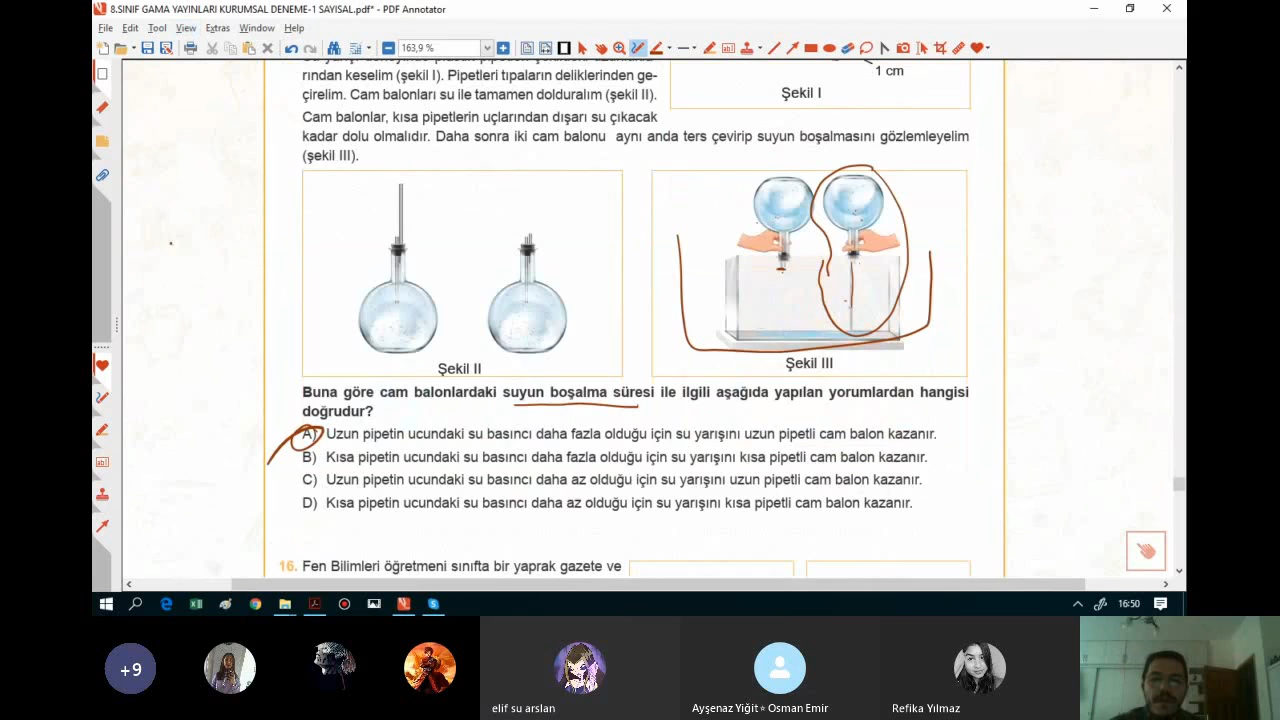 8.SINIF GAMA YAYINLARI KURUMSAL DENEME-1 SAYISAL.pdf* - PDF Annotator
File Edit Tool View Extras Window Help
163,9 %
rından keselim (şekil I). Pipetleri tıpaların deliklerinden ge-
çirelim. Cam balonları su ile tamamen dolduralım (şekil II).
Cam balonlar, kısa pipetlerin uçlarından dışarı su çıkacak
1 cm
Şekil I
kadar dolu olmalıdır. Daha sonra iki cam balonu aynı anda ters çevirip suyun boşalmasını gözlemleyelim
(şekil III).
Şekil II
Şekil III
Buna göre cam balonlardaki suyun boşalma süresi ile ilgili aşağıda yapılan yorumlardan hangisi
doğrudur?
A) Uzun pipetin ucundaki su basıncı daha fazla olduğu için su yarışını uzun pipetli cam balon kazanır.
B) Kısa pipetin ucundaki su basıncı daha fazla olduğu için su yarışını kısa pipetli cam balon kazanır.
C) Uzun pipetin ucundaki su basıncı daha az olduğu için su yarışını uzun pipetli cam balon kazanır.
D) Kısa pipetin ucundaki su basıncı daha az olduğu için su yarışını kısa pipetli cam balon kazanır.
16. Fen Bilimleri öğretmeni sınıfta bir yaprak gazete ve
16:50
+9
elif su arslan
Ayşenaz Yiğit⭐Osman Emir
Refika Yılmaz